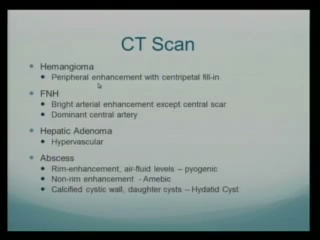 CT Scan
Hemangioma
Peripheral enhancement with centripetal fill-in
FNH
Bright arterial enhancement except central scar
Dominant central artery
Hepatic Adenoma
Hypervascular
Abscess
Rim-enhancement, air-fluid levels – pyogenic
Non-rim enhancement - Amebic
Calcified cystic wall, daughter cysts – Hydatid Cyst